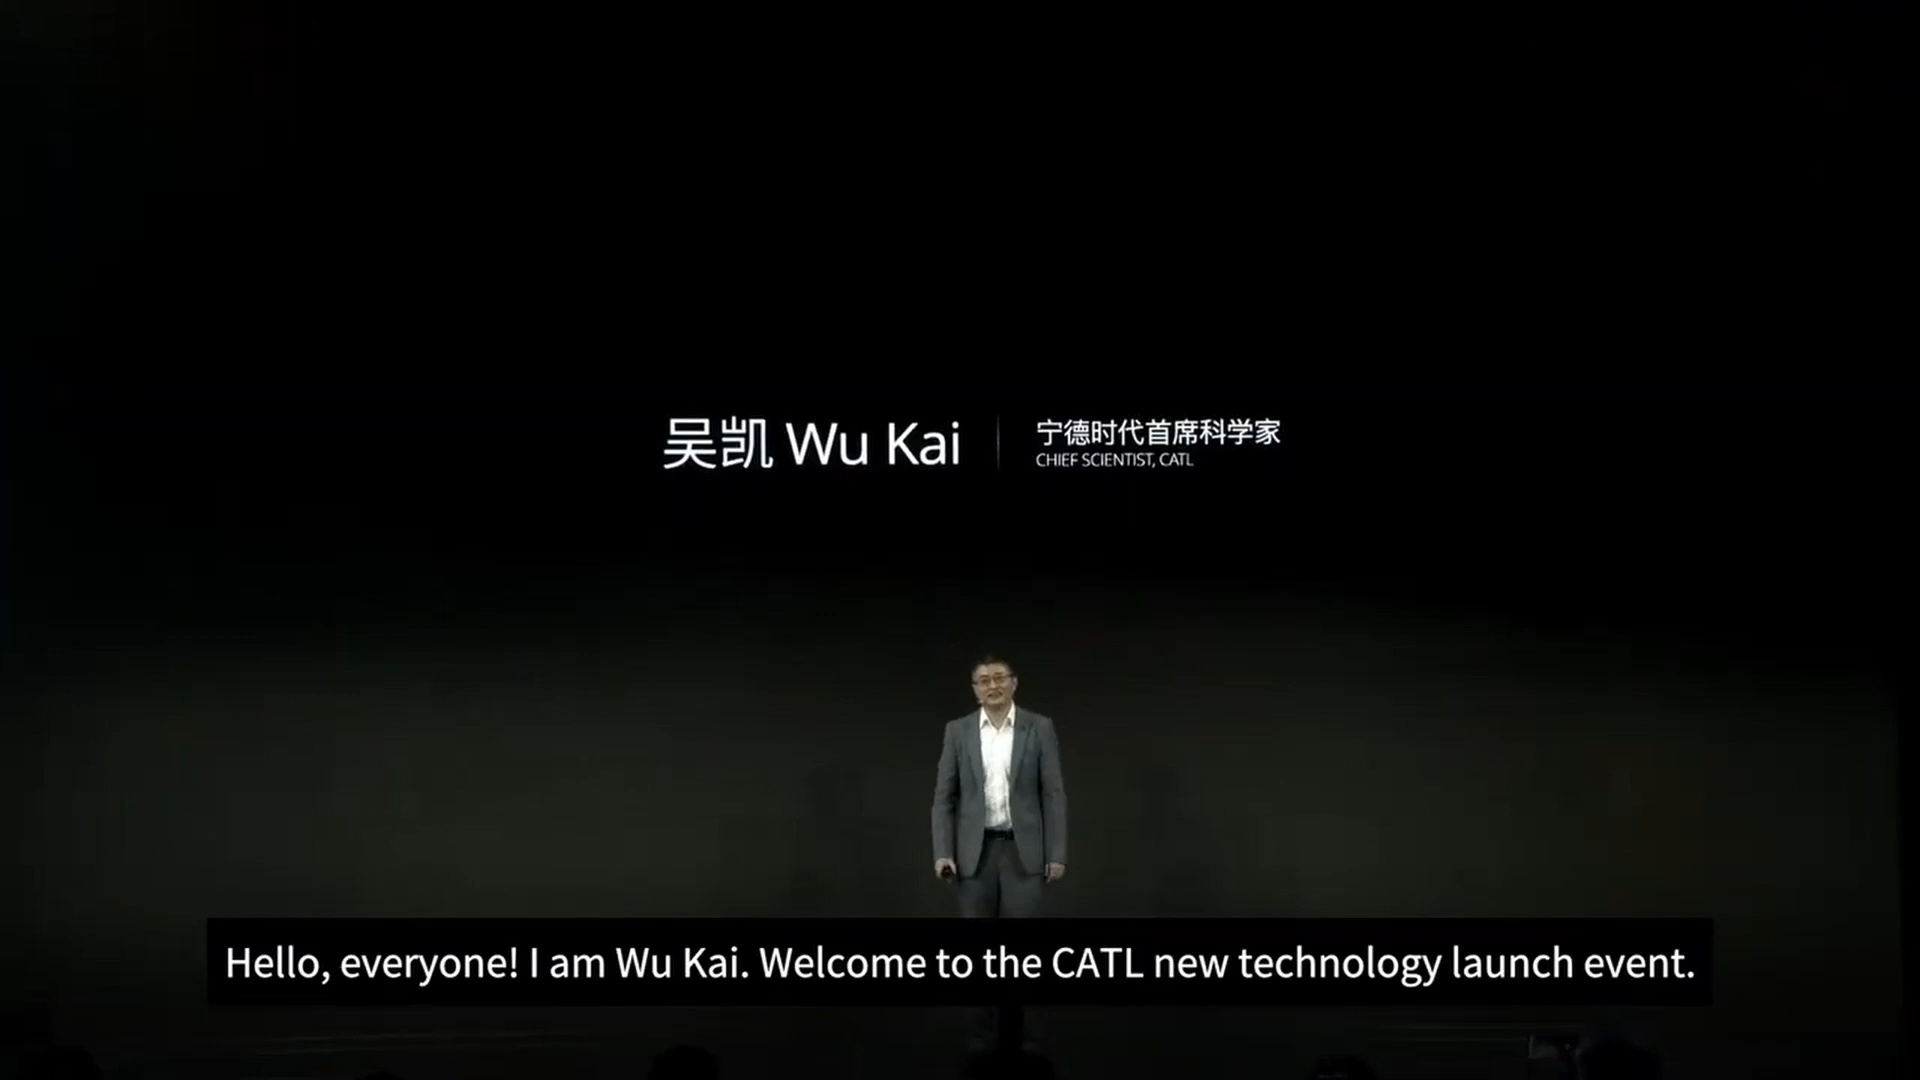 吴凯 Wu Kai
宁德时代首席科学家
CHIEF SCIENTIST, CATL
Hello, everyone! I am Wu Kai. Welcome to the CATL new technology launch event.